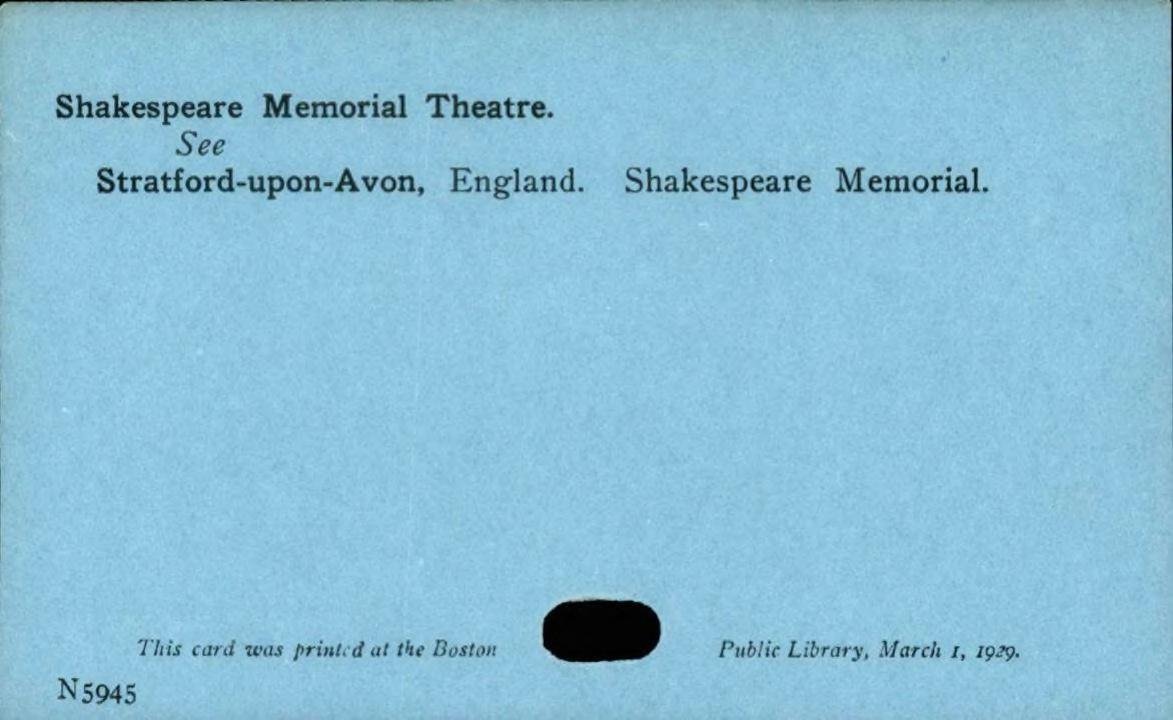 Shakespeare Memorial Theatre.
See
Stratford-upon-Avon, England. Shakespeare Memorial.
This card was printed at the Boston Public Library, March 1, 1929.
N5945